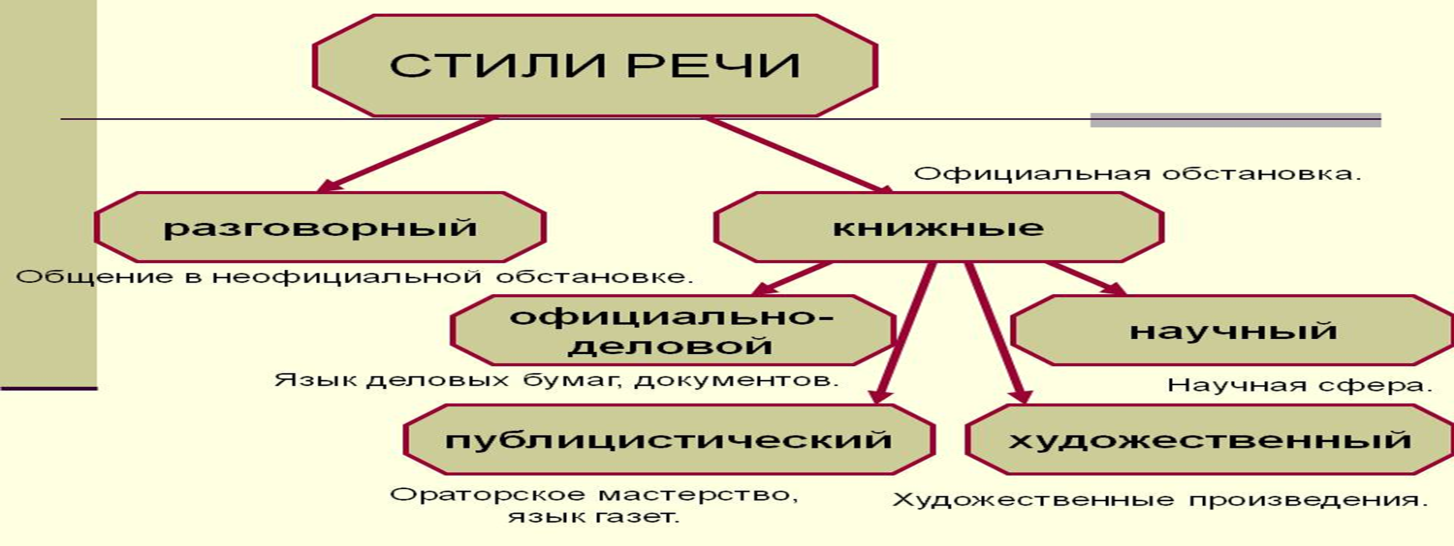 СТИЛИ РЕЧИ
Официальная обстановка.
разговорный
книжные
Общение в неофициальной обстановке.
официально-
деловой
научный
Язык деловых бумаг, документов.
Научная сфера.
публицистический
художественный
Ораторское мастерство,
язык газет.
Художественные произведения.